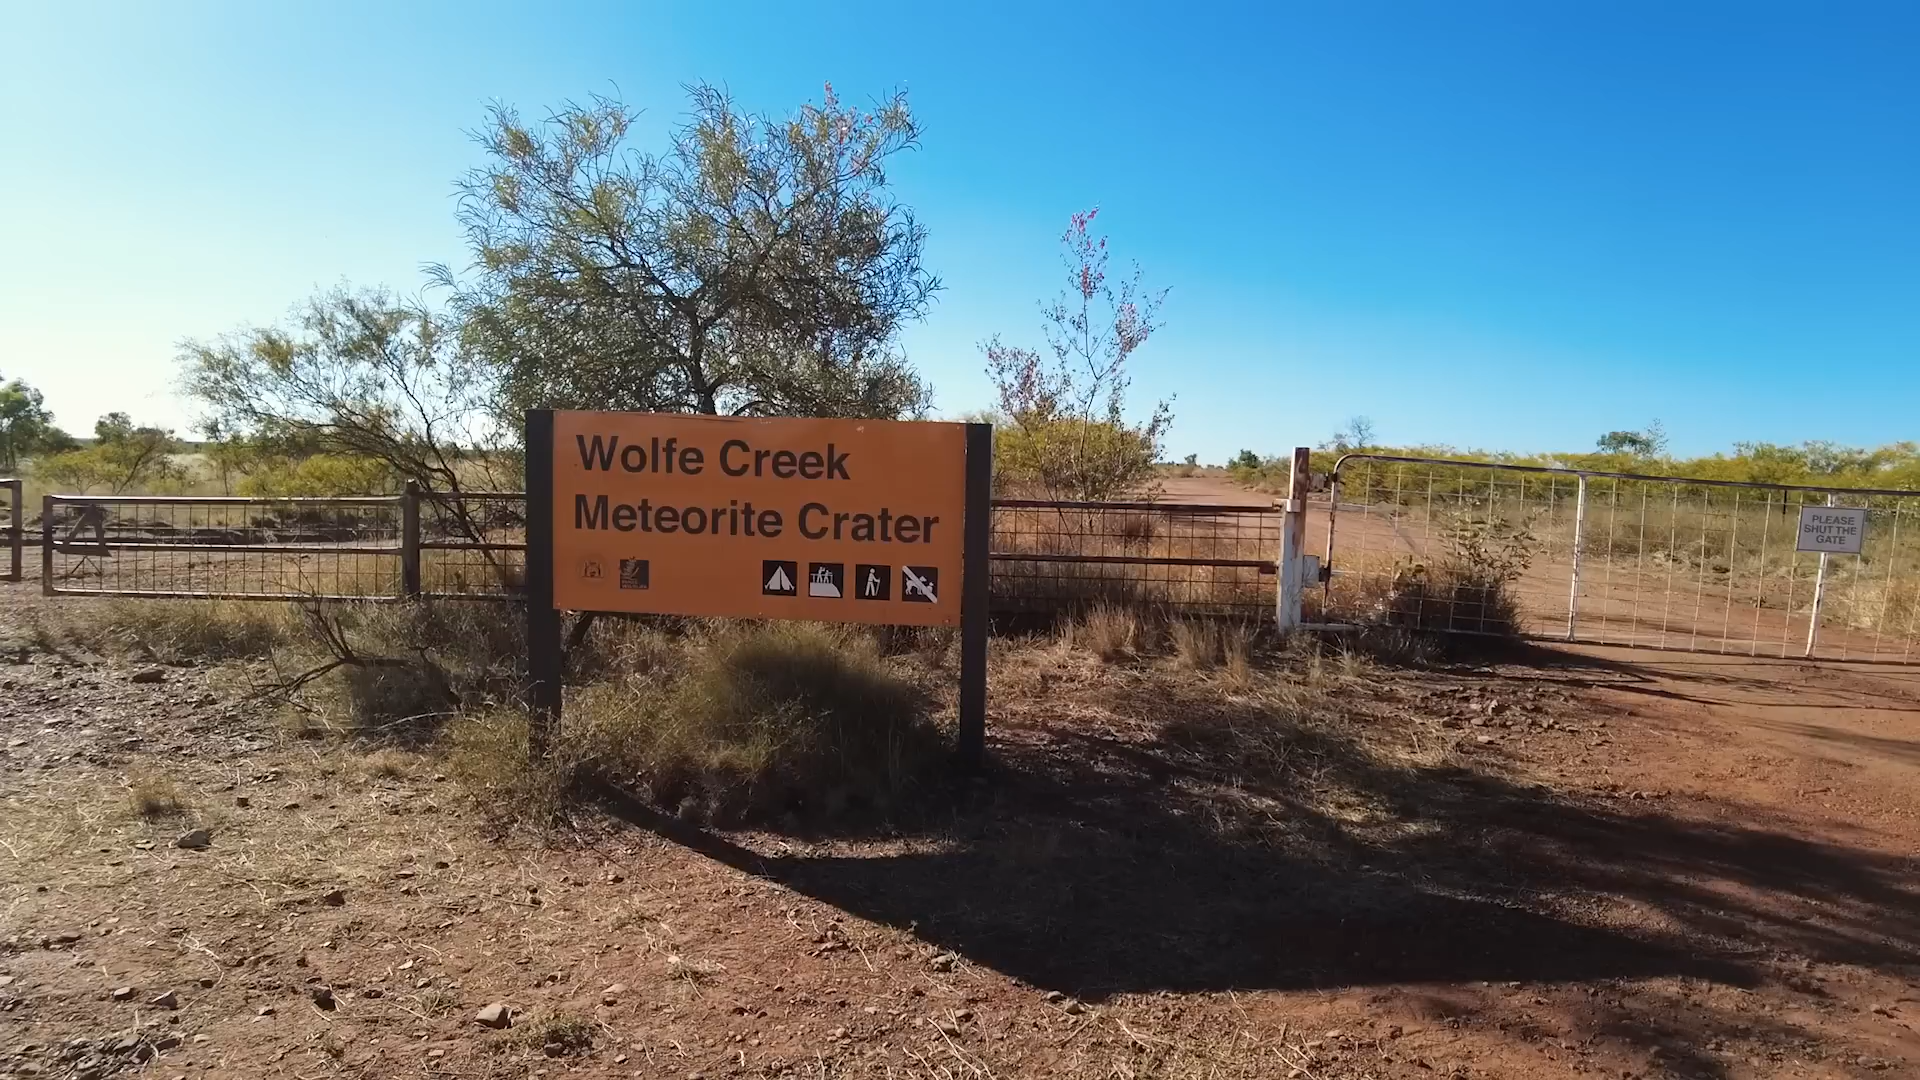 Wolfe Creek
Meteorite Crater
PLEASE
SHUT THE
GATE